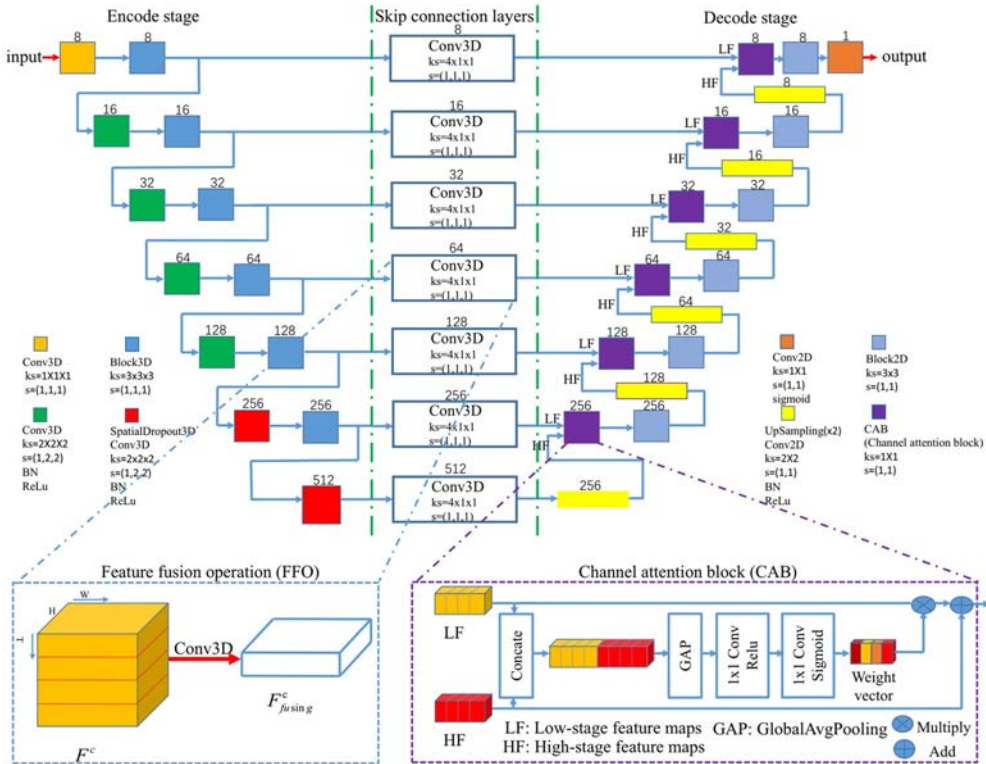 Encode stage
Skip connection layers
Decode stage
input
8
8
8
Conv3D
ks=4x1x1
s=(1,1,1)
LF
HF
8
8
1
output
8
16
16
16
Conv3D
ks=4x1x1
s=(1,1,1)
LF
HF
16
16
16
32
32
32
Conv3D
ks=4x1x1
s=(1,1,1)
LF
HF
32
32
32
64
64
64
Conv3D
ks=4x1x1
s=(1,1,1)
LF
HF
64
64
64
128
128
128
Conv3D
ks=4x1x1
s=(1,1,1)
LF
HF
128
128
128
256
256
256
Conv3D
ks=4x1x1
s=(1,1,1)
LF
HF
256
256
512
512
Conv3D
ks=4x1x1
s=(1,1,1)
256
Conv3D
ks=1X1X1
s=(1,1,1)
Block3D
ks=3x3x3
s=(1,1,1)
Conv3D
ks=2X2X2
s=(1,2,2)
BN
ReLu
SpatialDropout3D
Conv3D
ks=2x2x2
s=(1,2,2)
BN
ReLu
Conv2D
ks=1X1
s=(1,1)
sigmoid
Block2D
ks=3x3
s=(1,1)
UpSampling(x2)
Conv2D
ks=2X2
s=(1,1)
BN
ReLu
CAB
(Channel attention block)
ks=1X1
s=(1,1)
Feature fusion operation (FFO)
W
H
T
Conv3D
F^c
F^c_fusing
Channel attention block (CAB)
LF
HF
Concate
GAP
1x1 Conv
Relu
1x1 Conv
Sigmoid
Weight
vector
LF: Low-stage feature maps
GAP: GlobalAvgPooling
HF: High-stage feature maps
Multiply
Add